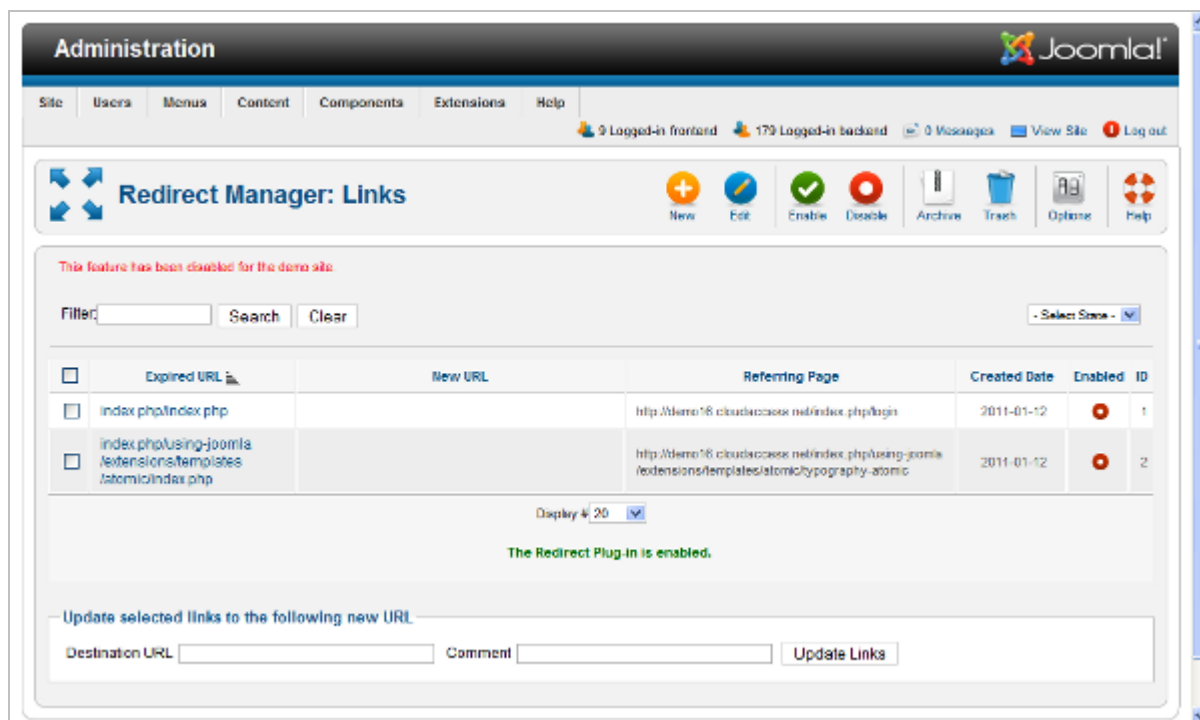 Administration
Joomla!
Site Users Menus Content Components Extensions Help
9 Logged-in frontend 179 Logged-in backend 0 Messages View Site Log out
Redirect Manager: Links
New Edit Enable Disable Archive Trash Options Help
This feature has been disabled for the demo site
Filter: Search Clear - Select State -
Expired URL New URL Referring Page Created Date Enabled ID
index.php/index.php http://demo16.cloudaccess.net/index.php/login 2011-01-12 1
index.php/using-joomla
/extensions/templates
/atomic/index.php
http://demo16.cloudaccess.net/index.php/using-joomla
/extensions/templates/atomic/typography-atomic
2011-01-12 2
Display # 20
The Redirect Plug-in is enabled.
Update selected links to the following new URL
Destination URL Comment Update Links